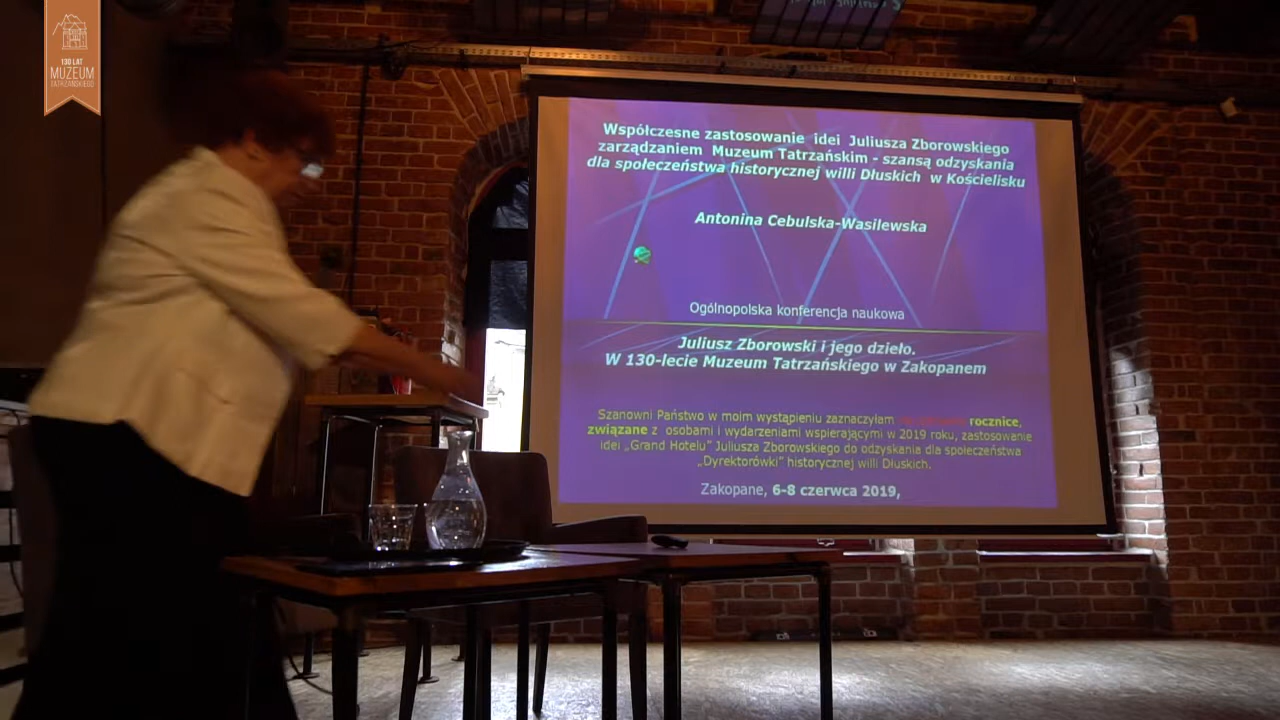 130 LAT
MUZEUM
TATRZAŃSKIEGO
Współczesne zastosowanie idei Juliusza Zborowskiego
zarządzaniem Muzeum Tatrzańskim - szansą odzyskania
dla społeczeństwa historycznej willi Dłuskich w Kościelisku
Antonina Cebulska-Wasilewska
Ogólnopolska konferencja naukowa
Juliusz Zborowski i jego dzieło.
W 130-lecie Muzeum Tatrzańskiego w Zakopanem
Szanowni Państwo w moim wystąpieniu zaznaczyłam rocznice,
związane z osobami i wydarzeniami wspierającymi w 2019 roku, zastosowanie
idei „Grand Hotelu" Juliusza Zborowskiego do odzyskania dla społeczeństwa
„Dyrektorówki" historycznej willi Dłuskich.
Zakopane, 6-8 czerwca 2019,